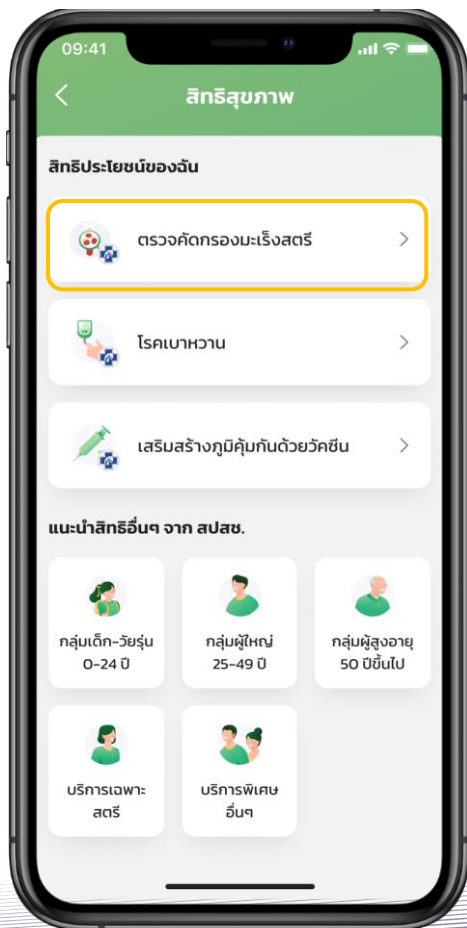 09:41
สิทธิสุขภาพ
สิทธิประโยชน์ของฉัน
ตรวจคัดกรองมะเร็งสตรี
โรคเบาหวาน
เสริมสร้างภูมิคุ้มกันด้วยวัคซีน
แนะนำสิทธิอื่นๆ จาก สปสช.
กลุ่มเด็ก-วัยรุ่น
0-24 ปี
กลุ่มผู้ใหญ่
25-49 ปี
กลุ่มผู้สูงอายุ
50 ปีขึ้นไป
บริการเฉพาะ
สตรี
บริการพิเศษ
อื่นๆ